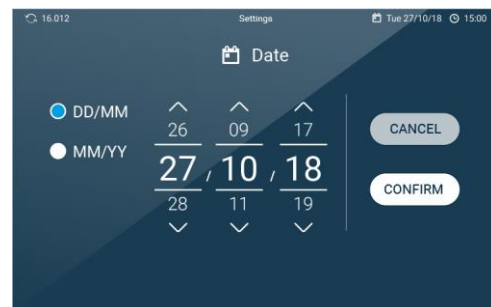 16.012 Settings Tue 27/10/18 15:00
Date
DD/MM
MM/YY
26 09 17
27 / 10 / 18
28 11 19
CANCEL
CONFIRM